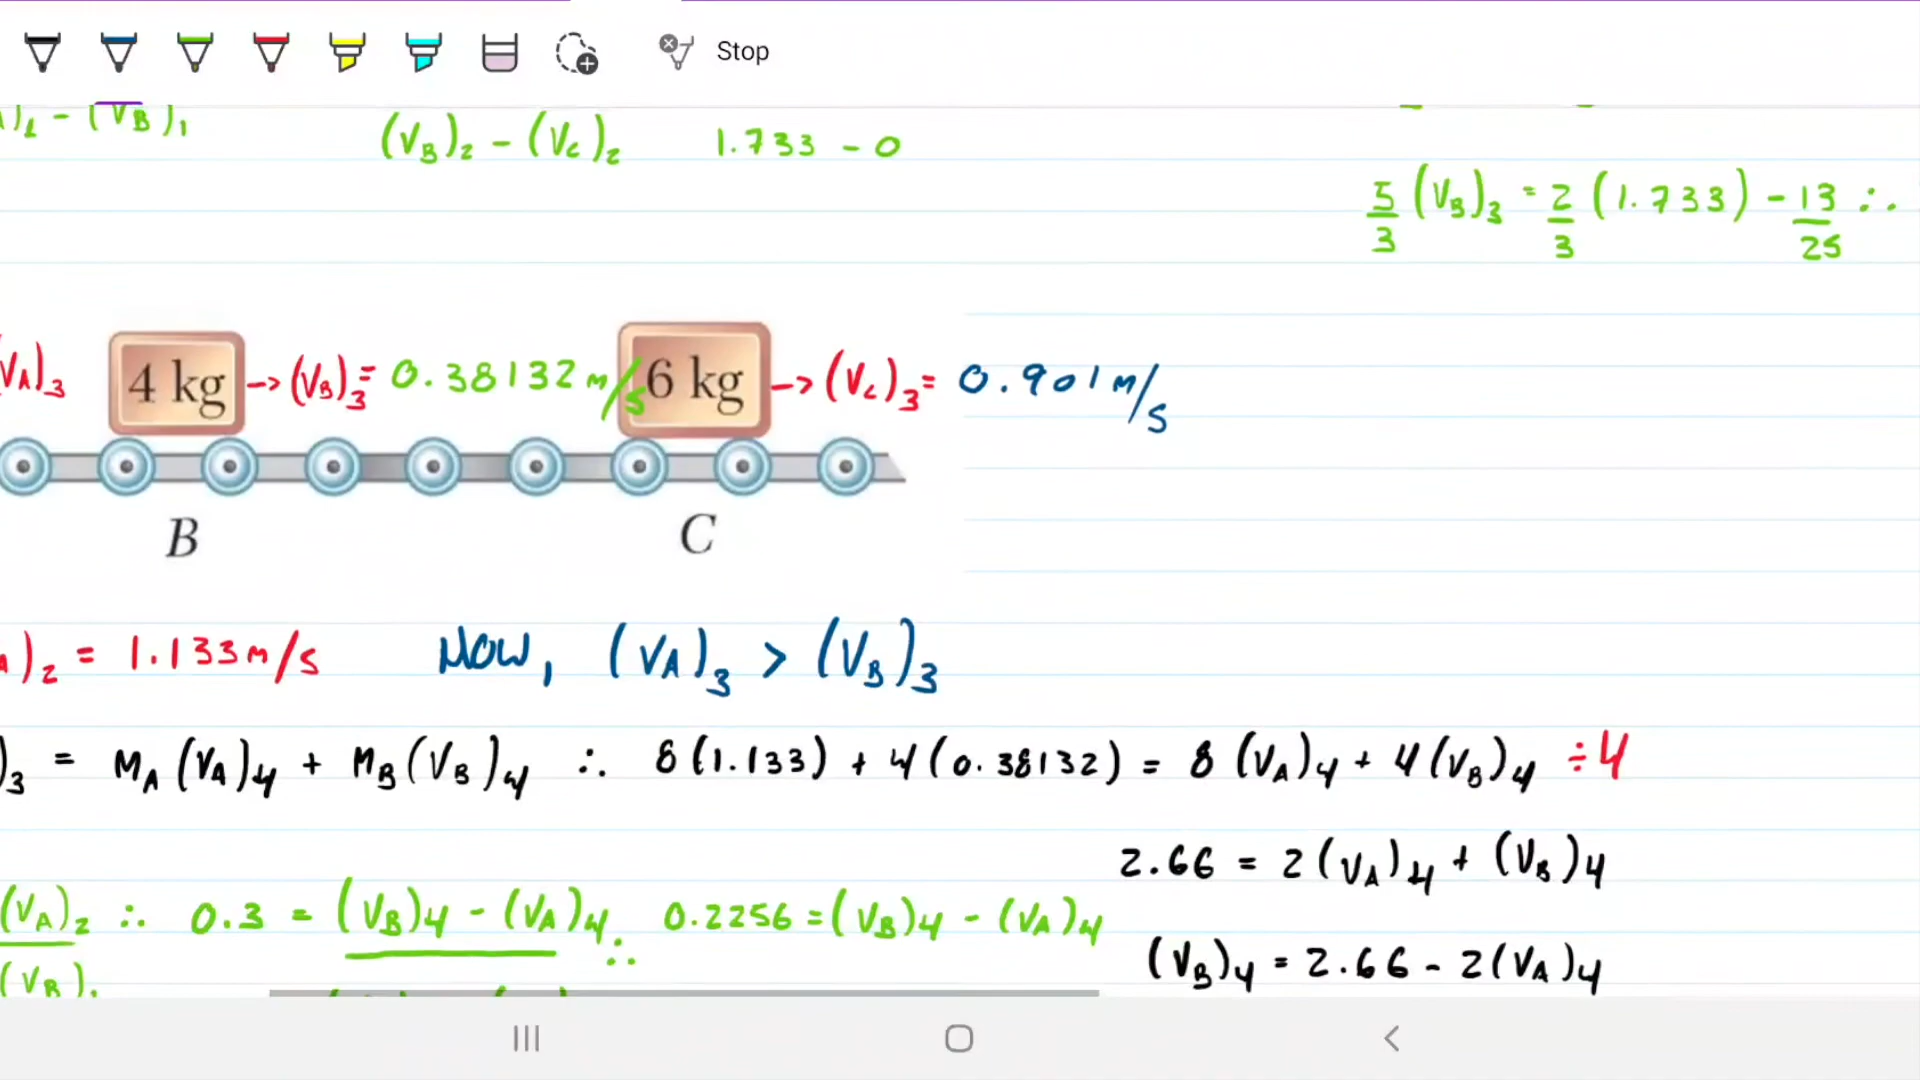 Stop
- (VB)1
(VB)2 - (Vc)2 1.733 - 0
5/3 (VB)3 = 2/3 (1.733) - 13/25 ∴
VA)3 4 kg -> (VB)3 = 0.38132 m/s 6 kg -> (Vc)3 = 0.901 m/s
B C
)2 = 1.133 m/s Now, (VA)3 > (VB)3
)3 = MA (VA)4 + MB (VB)4 ∴ 8(1.133) + 4(0.38132) = 8 (VA)4 + 4(VB)4 ÷4
2.66 = 2(VA)4 + (VB)4
(VA)2 ∴ 0.3 = (VB)4 - (VA)4 ∴ 0.2256 = (VB)4 - (VA)4
(VB)4 = 2.66 - 2(VA)4
(VB)